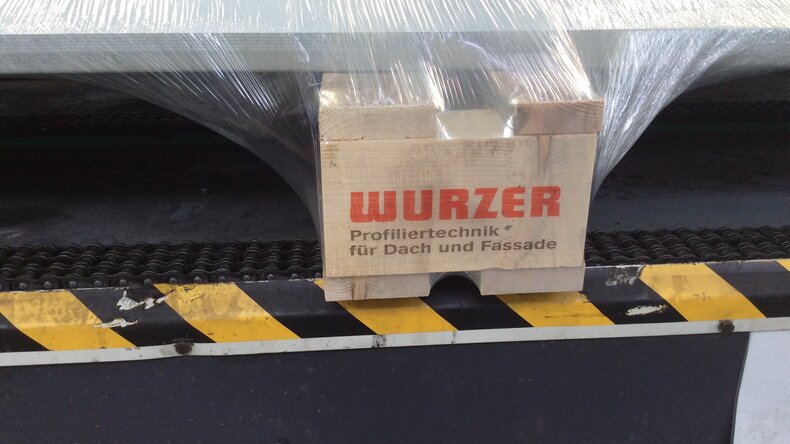 WURZER
Profiliertechnik
für Dach und Fassade